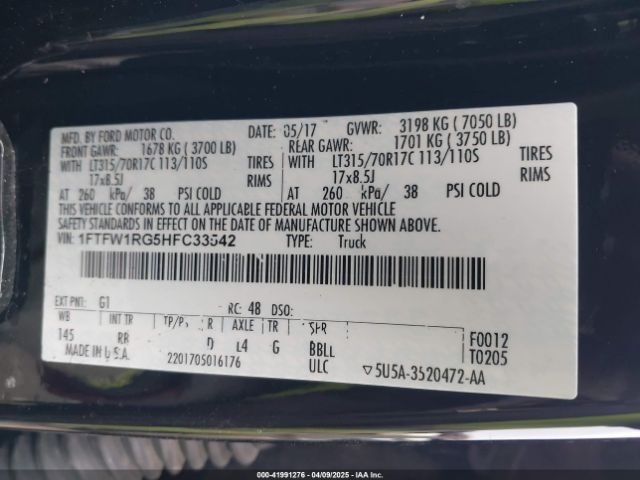 MFD. BY FORD MOTOR CO. DATE: 05/17 GVWR: 3198 KG ( 7050 LB)
FRONT GAWR: 1678 KG ( 3700 LB) REAR GAWR: 1701 KG ( 3750 LB)
WITH LT315/70R17C 113/110S TIRES WITH LT315/70R17C 113/110S TIRES
17x8.5J RIMS 17x8.5J RIMS
AT 260 kPa/ 38 PSI COLD AT 260 kPa/ 38 PSI COLD
THIS VEHICLE CONFORMS TO ALL APPLICABLE FEDERAL MOTOR VEHICLE
SAFETY STANDARDS IN EFFECT ON THE DATE OF MANUFACTURE SHOWN ABOVE.
VIN: 1FTFW1RG5HFC33542 TYPE: Truck
EXT PNT: G1 RC: 48 DSO:
WB INT TR TP/PS R AXLE TR SPR
145 RR D L4 G BBLL F0012
MADE IN U.S.A. 2201705016176 ULC T0205
▽5U5A-3520472-AA
000-41991276 - 04/09/2025 - IAA Inc.